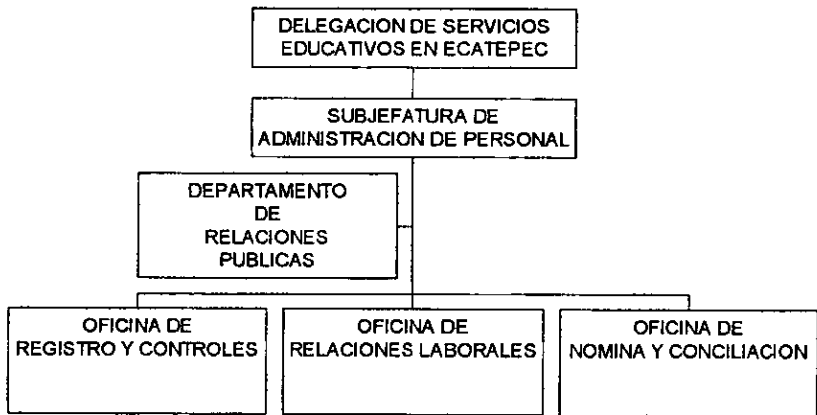 DELEGACION DE SERVICIOS
EDUCATIVOS EN ECATEPEC
SUBJEFATURA DE
ADMINISTRACION DE PERSONAL
DEPARTAMENTO
DE
RELACIONES
PUBLICAS
OFICINA DE
REGISTRO Y CONTROLES
OFICINA DE
RELACIONES LABORALES
OFICINA DE
NOMINA Y CONCILIACION